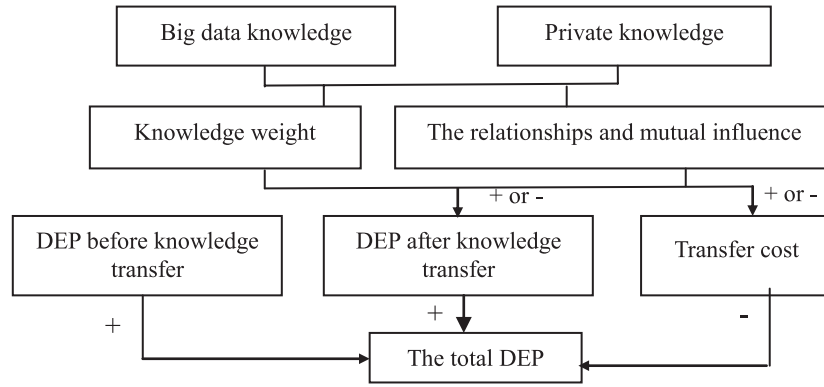 Big data knowledge
Private knowledge
Knowledge weight
The relationships and mutual influence
+ or -
+ or -
DEP before knowledge
transfer
DEP after knowledge
transfer
Transfer cost
+
+
-
The total DEP